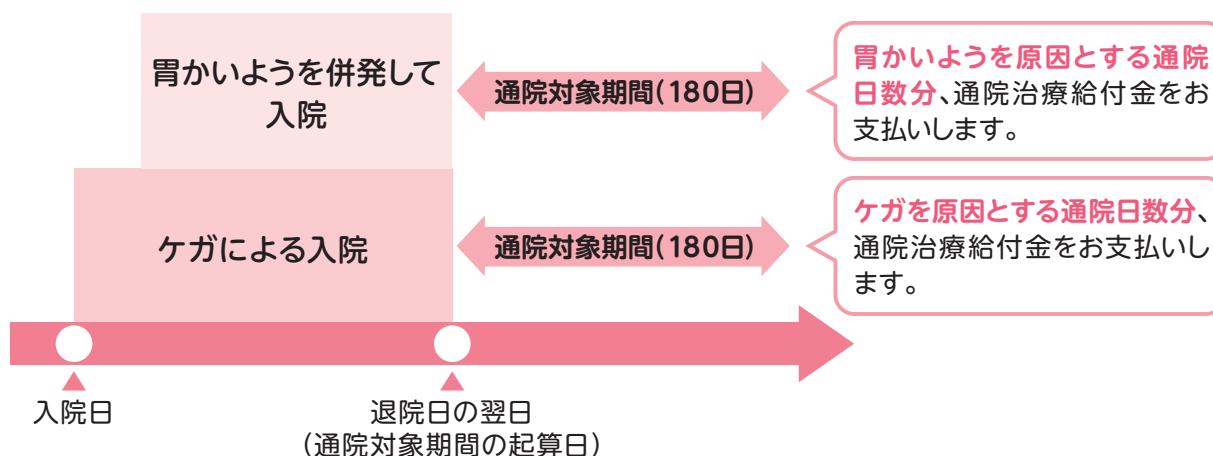 胃かいようを併発して
入院
通院対象期間(180日)
胃かいようを原因とする通院
日数分、通院治療給付金をお
支払いします。
ケガによる入院
通院対象期間(180日)
ケガを原因とする通院日数分、
通院治療給付金をお支払いし
ます。
入院日
退院日の翌日
(通院対象期間の起算日)